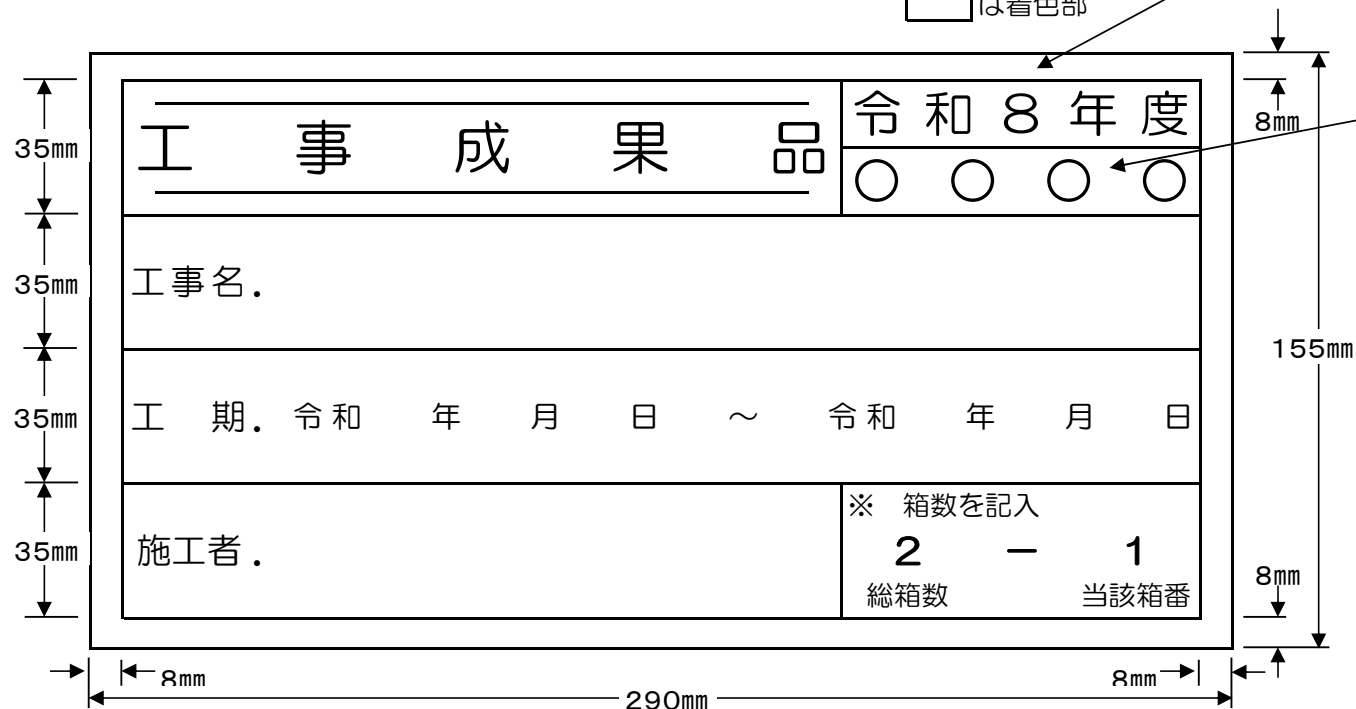 は着色部
工事成果品
令和８年度
○○○○
工事名．
工　期．令和　年　月　日　～　令和　年　月　日
施工者．
※　箱数を記入
２　－　１
総箱数　当該箱番
35㎜
35㎜
35㎜
35㎜
8㎜
155㎜
8㎜
8㎜
8㎜
290㎜